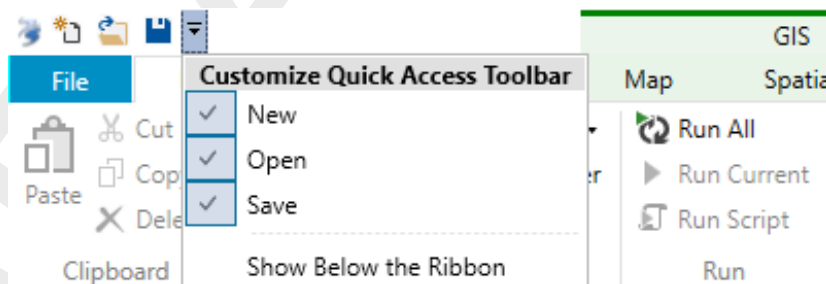 GIS
File
Customize Quick Access Toolbar
Map
New
Cut
Run All
Open
Run Current
Paste
Save
Run Script
Clipboard
Show Below the Ribbon
Run